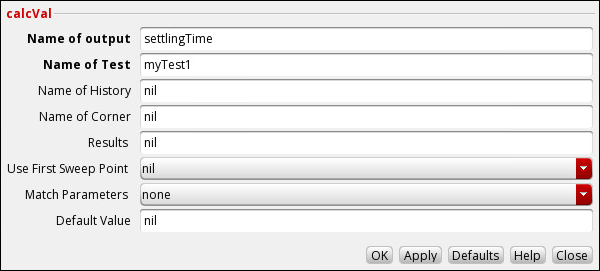 calcVal
Name of output settlingTime
Name of Test myTest1
Name of History nil
Name of Corner nil
Results nil
Use First Sweep Point nil
Match Parameters none
Default Value nil
OK Apply Defaults Help Close